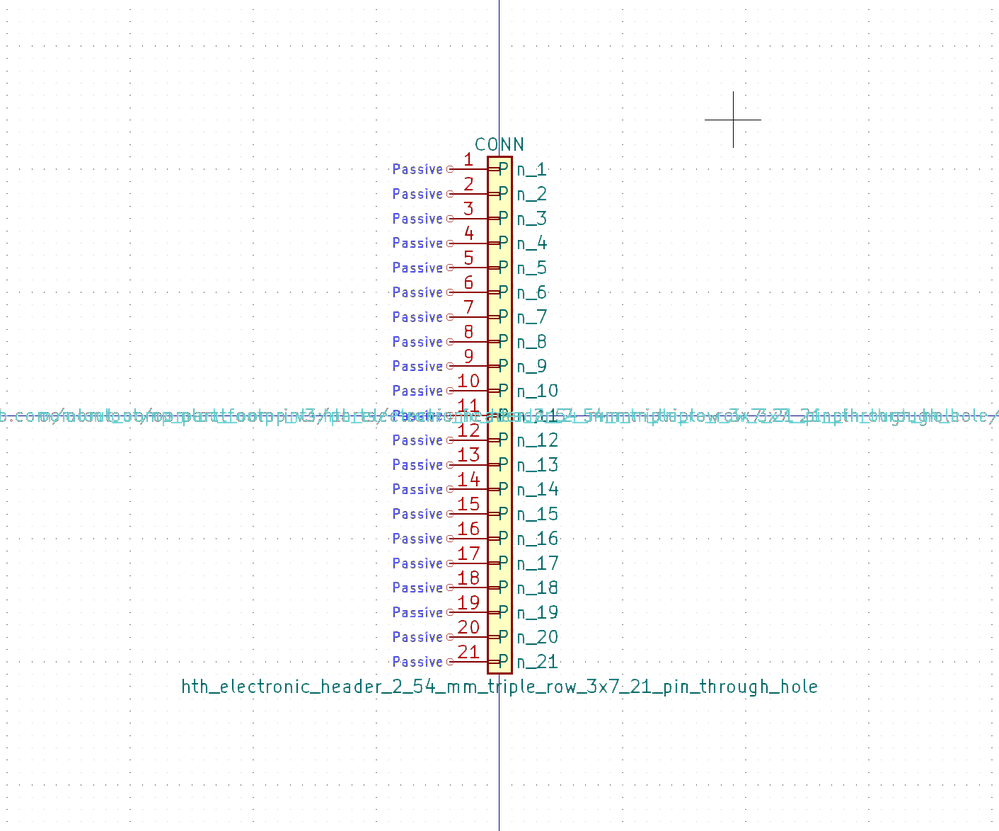 CONN
Passive 1 P n_1
Passive 2 P n_2
Passive 3 P n_3
Passive 4 P n_4
Passive 5 P n_5
Passive 6 P n_6
Passive 7 P n_7
Passive 8 P n_8
Passive 9 P n_9
Passive 10 P n_10
11
Passive 12 P n_12
Passive 13 P n_13
Passive 14 P n_14
Passive 15 P n_15
Passive 16 P n_16
Passive 17 P n_17
Passive 18 P n_18
Passive 19 P n_19
Passive 20 P n_20
Passive 21 P n_21
hth_electronic_header_2_54_mm_triple_row_3x7_21_pin_through_hole